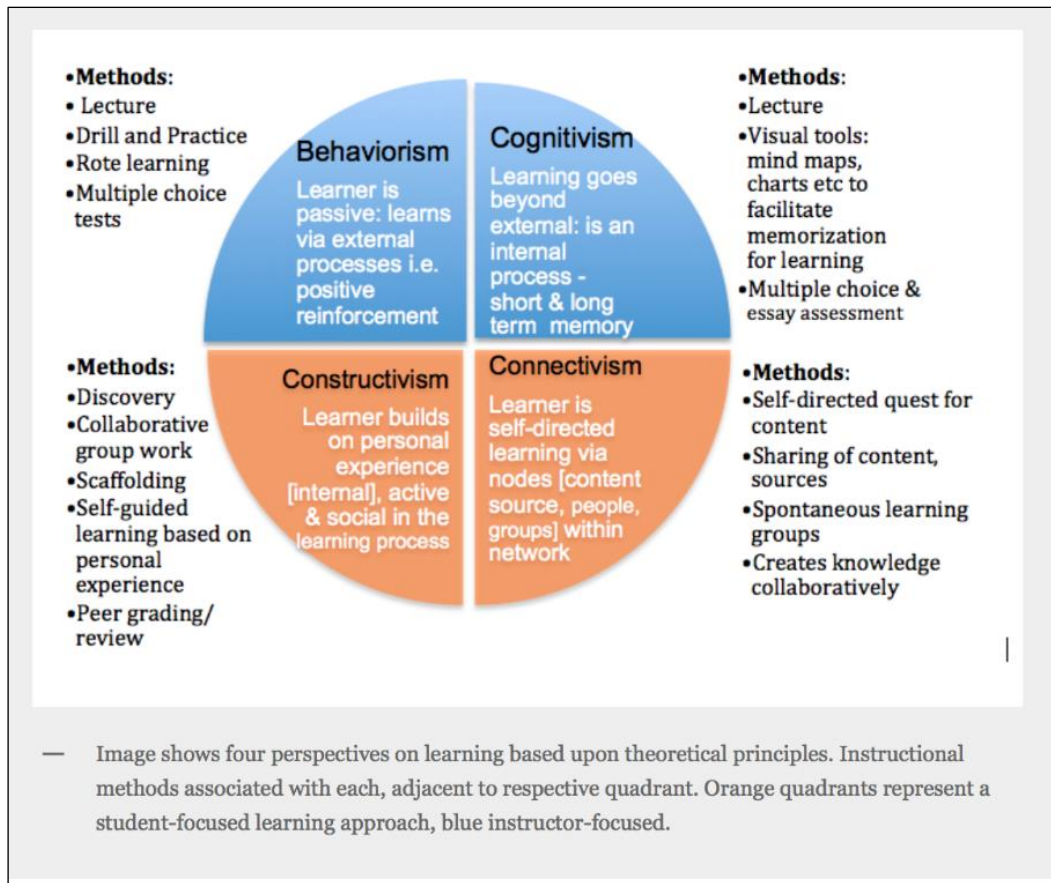 •Methods:
• Lecture
•Drill and Practice
•Rote learning
•Multiple choice
tests
Behaviorism
Learner is
passive: learns
via external
processes i.e.
positive
reinforcement
Cognitivism
Learning goes
beyond
external: is an
internal
process -
short & long
term memory
•Methods:
•Lecture
•Visual tools:
mind maps,
charts etc to
facilitate
memorization
for learning
•Multiple choice &
essay assessment
•Methods:
•Discovery
•Collaborative
group work
•Scaffolding
•Self-guided
learning based on
personal
experience
•Peer grading/
review
Constructivism
Learner builds
on personal
experience
[internal], active
& social in the
learning process
Connectivism
Learner is
self-directed
learning via
nodes [content
source, people,
groups] within
network
•Methods:
•Self-directed quest for
content
•Sharing of content,
sources
•Spontaneous learning
groups
•Creates knowledge
collaboratively
— Image shows four perspectives on learning based upon theoretical principles. Instructional
methods associated with each, adjacent to respective quadrant. Orange quadrants represent a
student-focused learning approach, blue instructor-focused.